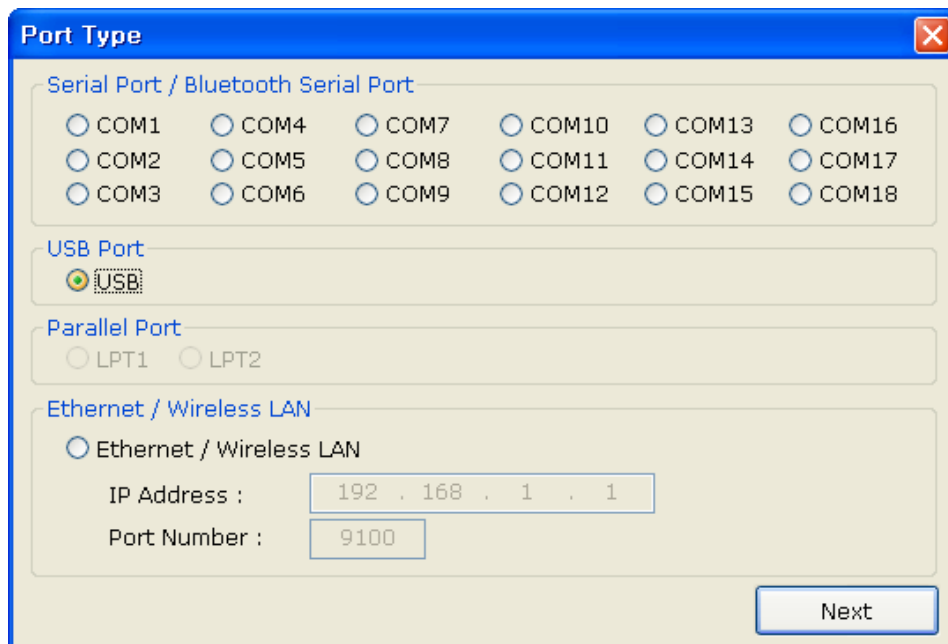 Port Type
Serial Port / Bluetooth Serial Port
COM1 COM4 COM7 COM10 COM13 COM16
COM2 COM5 COM8 COM11 COM14 COM17
COM3 COM6 COM9 COM12 COM15 COM18
USB Port
USB
Parallel Port
LPT1 LPT2
Ethernet / Wireless LAN
Ethernet / Wireless LAN
IP Address : 192 . 168 . 1 . 1
Port Number : 9100
Next